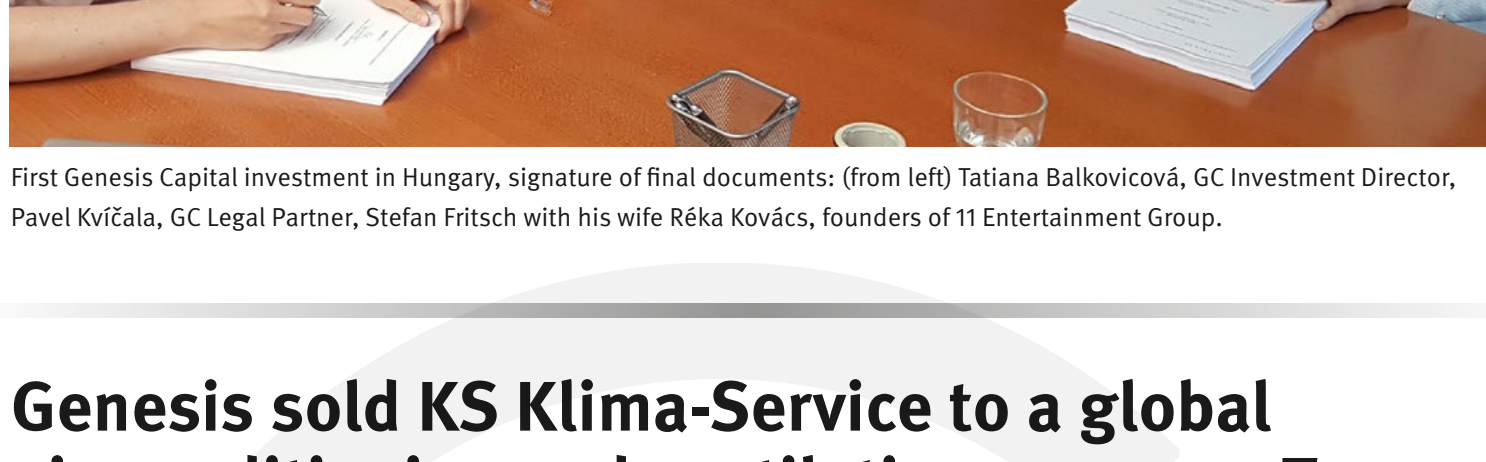 First Genesis Capital investment in Hungary, signature of final documents: (from left) Tatiana Balkovicová, GC Investment Director,
Pavel Kvíčala, GC Legal Partner, Stefan Fritsch with his wife Réka Kovács, founders of 11 Entertainment Group.
Genesis sold KS Klima-Service to a global